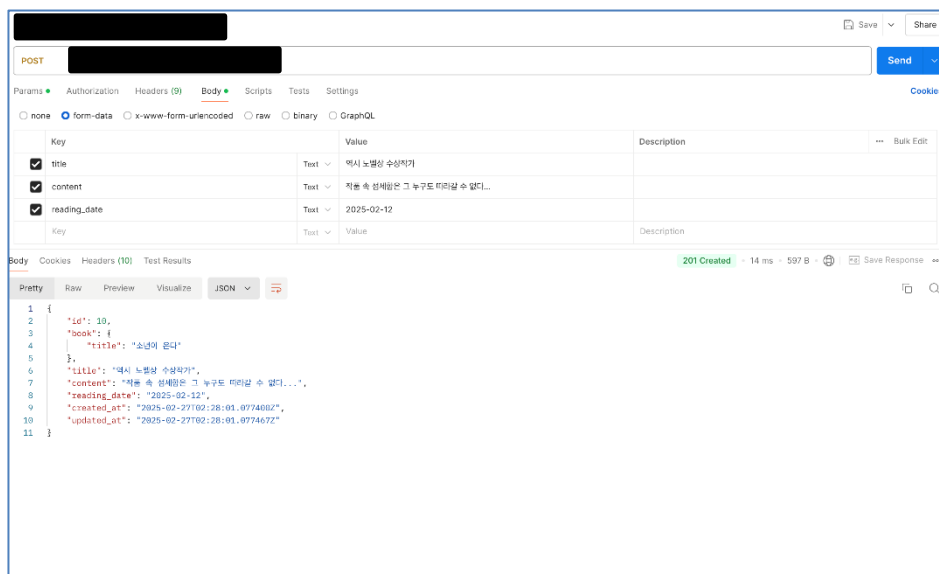 Save
Share
POST
Send
Params
Authorization
Headers (9)
Body
Scripts
Tests
Settings
Cookie
none
form-data
x-www-form-urlencoded
raw
binary
GraphQL
Key Value Description ••• Bulk Edit
title Text 역시 노벨상 수상작가
content Text 작품 속 섬세함은 그 누구도 따라갈 수 없다...
reading_date Text 2025-02-12
Key Text Value Description
Body Cookies Headers (10) Test Results 201 Created • 14 ms • 597 B Save Response
Pretty Raw Preview Visualize JSON
1 {
2 "id": 10,
3 "book": {
4 "title": "소년이 온다"
5 },
6 "title": "역시 노벨상 수상작가",
7 "content": "작품 속 섬세함은 그 누구도 따라갈 수 없다...",
8 "reading_date": "2025-02-12",
9 "created_at": "2025-02-27T02:28:01.077400Z",
10 "updated_at": "2025-02-27T02:28:01.077467Z"
11 }